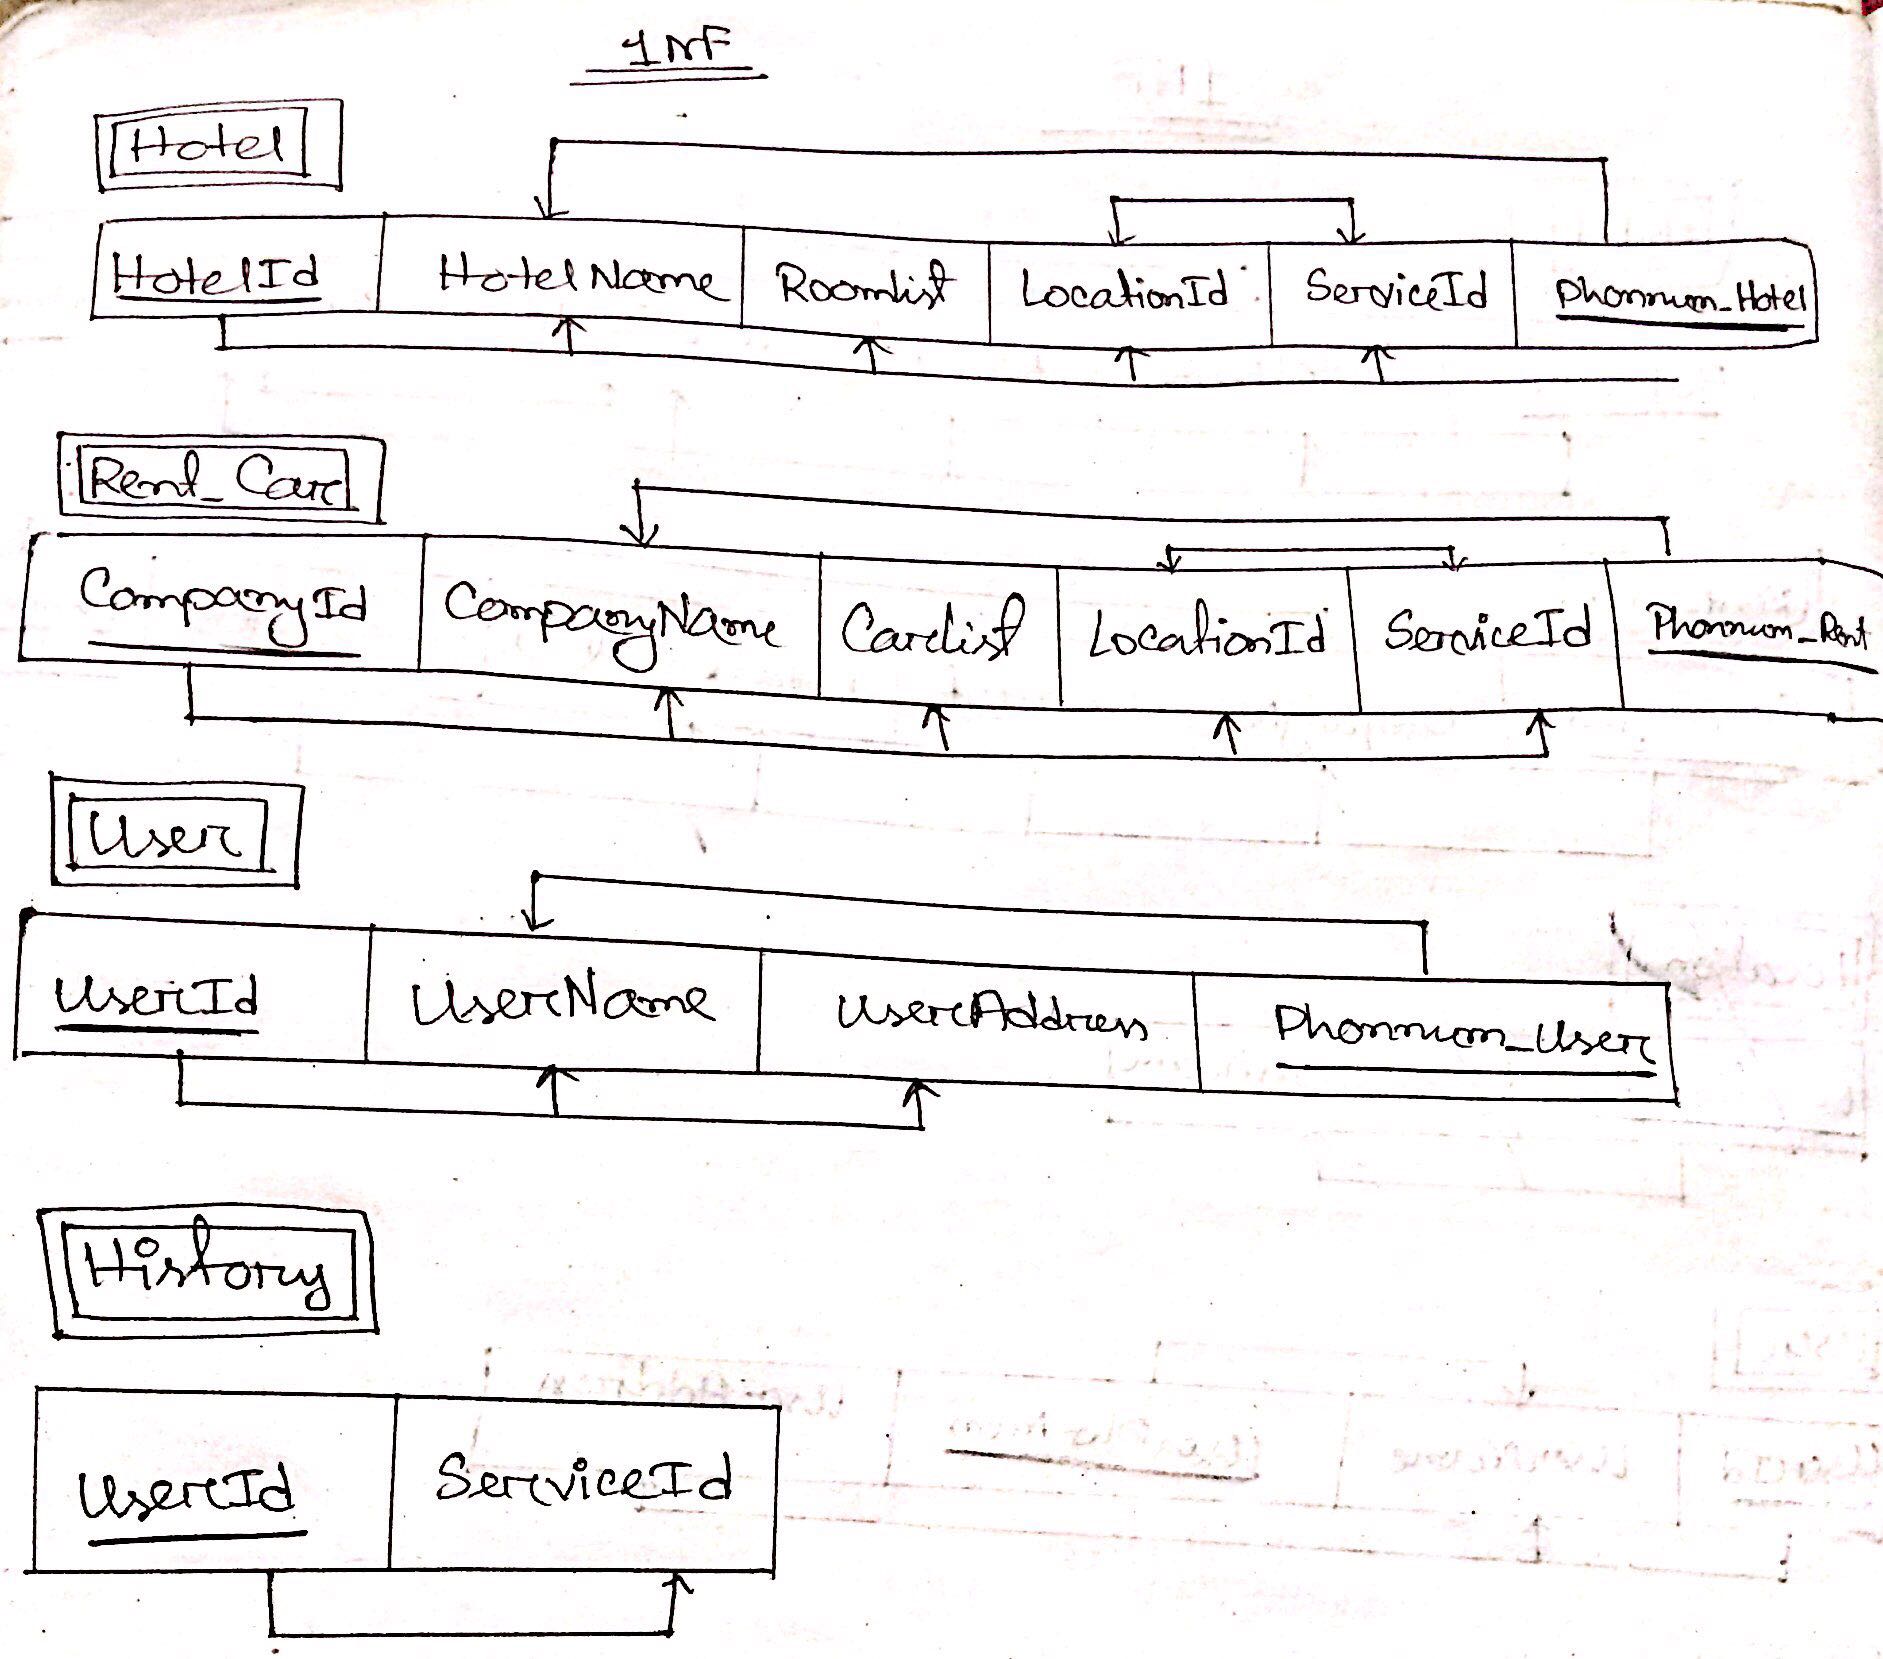 1NF
Hotel
HotelId HotelName Roomlist LocationId ServiceId Phonnum_Hotel
Rent_Car
CompanyId CompanyName Carlist LocationId ServiceId Phonnum_Rent
User
UserId UserName UserAddress Phonnum_User
History
UserId ServiceId